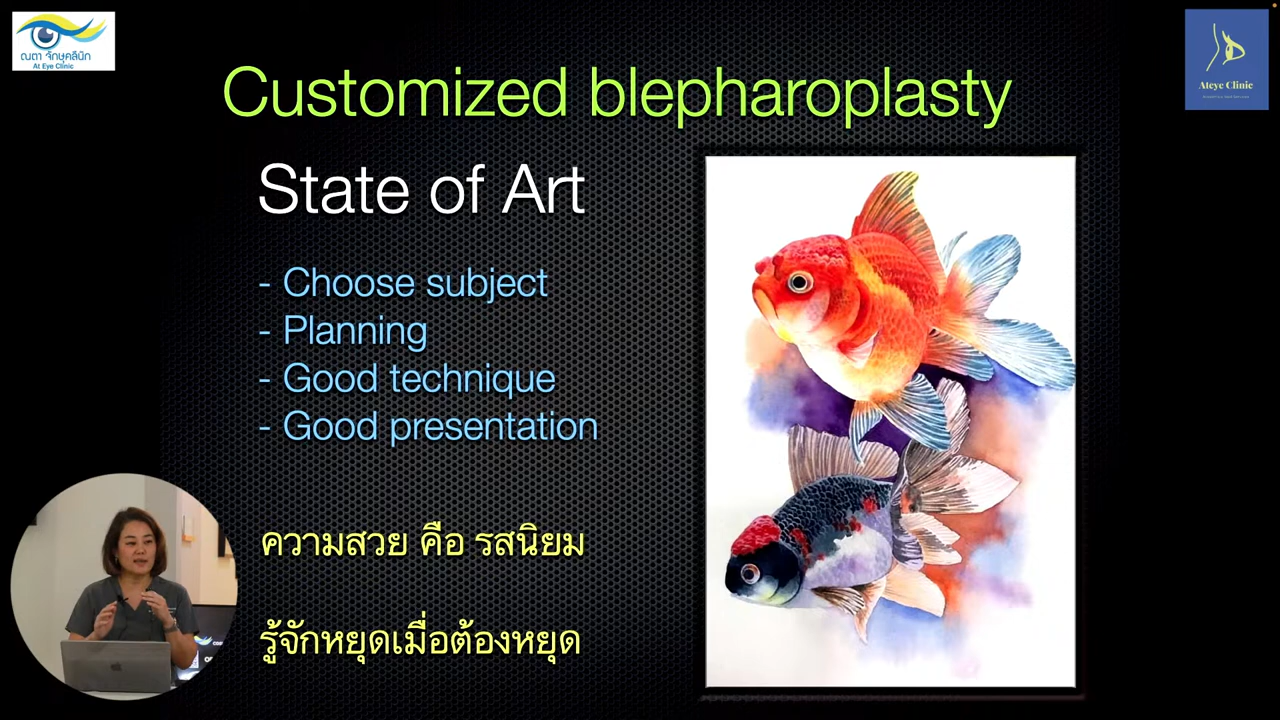 ณตา จักษุคลินิก
At Eye Clinic
Ateye Clinic
Customized blepharoplasty
State of Art
- Choose subject
- Planning
- Good technique
- Good presentation
ความสวย คือ รสนิยม
รู้จักหยุดเมื่อต้องหยุด